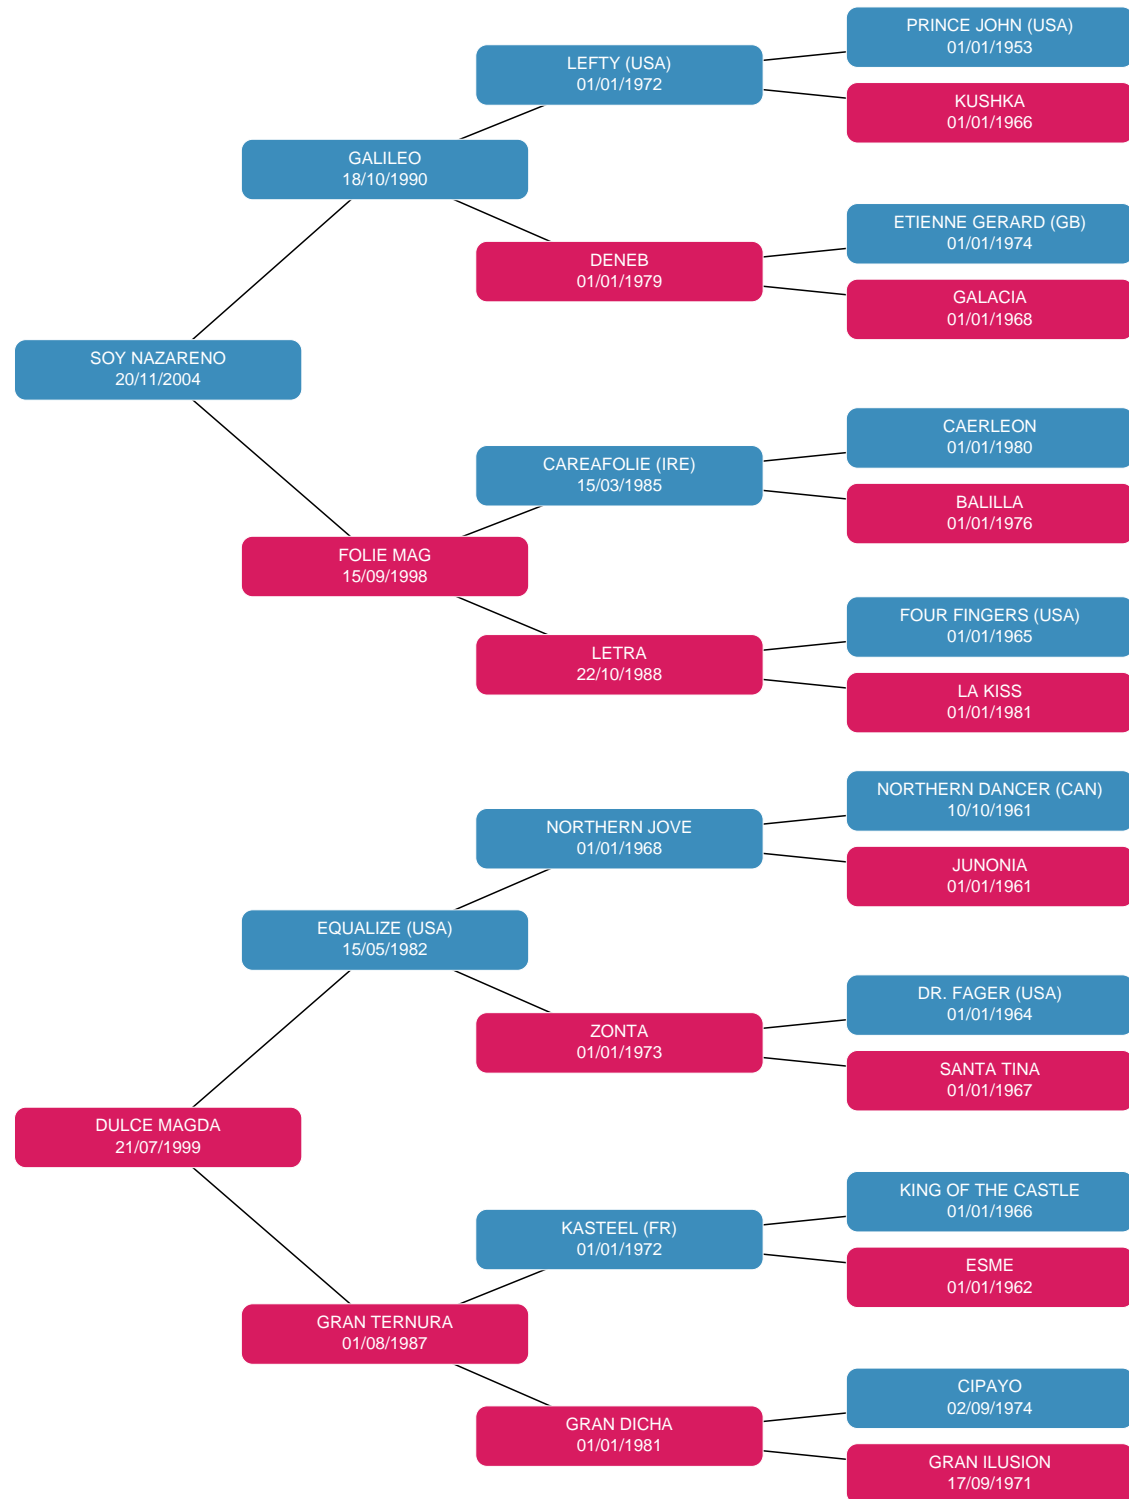 PRINCE JOHN (USA)
01/01/1953
LEFTY (USA)
01/01/1972
KUSHKA
01/01/1966
GALILEO
18/10/1990
ETIENNE GERARD (GB)
01/01/1974
DENEB
01/01/1979
GALACIA
01/01/1968
SOY NAZARENO
20/11/2004
CAERLEON
01/01/1980
CAREAFOLIE (IRE)
15/03/1985
BALILLA
01/01/1976
FOLIE MAG
15/09/1998
FOUR FINGERS (USA)
01/01/1965
LETRA
22/10/1988
LA KISS
01/01/1981
NORTHERN DANCER (CAN)
10/10/1961
NORTHERN JOVE
01/01/1968
JUNONIA
01/01/1961
EQUALIZE (USA)
15/05/1982
DR. FAGER (USA)
01/01/1964
ZONTA
01/01/1973
SANTA TINA
01/01/1967
DULCE MAGDA
21/07/1999
KING OF THE CASTLE
01/01/1966
KASTEEL (FR)
01/01/1972
ESME
01/01/1962
GRAN TERNURA
01/08/1987
CIPAYO
02/09/1974
GRAN DICHA
01/01/1981
GRAN ILUSION
17/09/1971